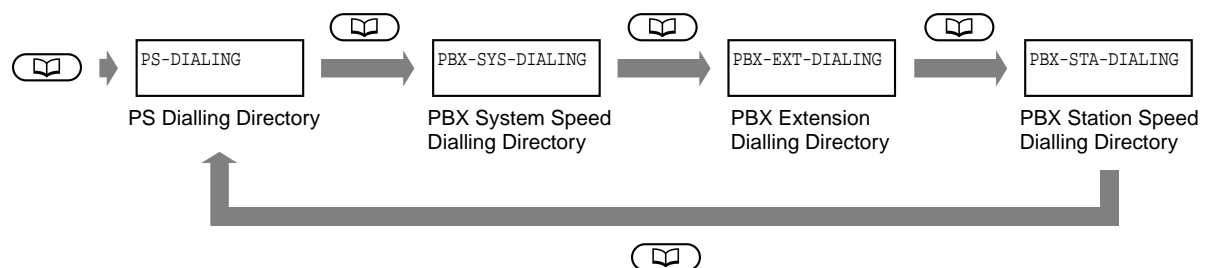 PS-DIALING
PBX-SYS-DIALING
PBX-EXT-DIALING
PBX-STA-DIALING
PS Dialling Directory
PBX System Speed
Dialling Directory
PBX Extension
Dialling Directory
PBX Station Speed
Dialling Directory